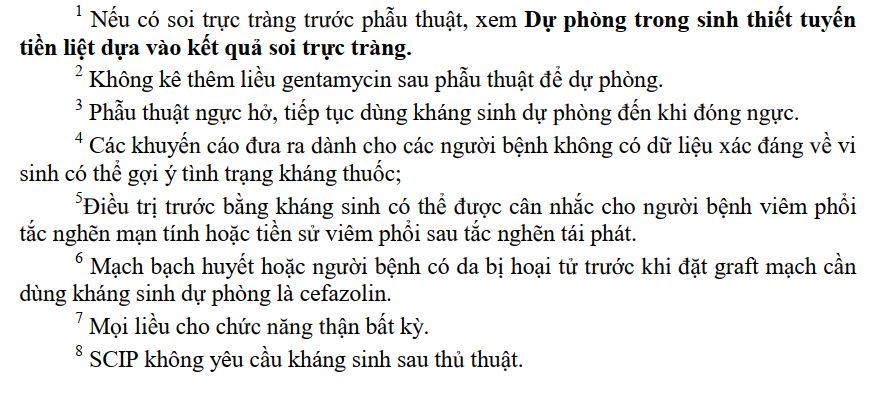 ¹ Nếu có soi trực tràng trước phẫu thuật, xem Dự phòng trong sinh thiết tuyến
tiền liệt dựa vào kết quả soi trực tràng.
² Không kê thêm liều gentamycin sau phẫu thuật để dự phòng.
³ Phẫu thuật ngực hở, tiếp tục dùng kháng sinh dự phòng đến khi đóng ngực.
⁴ Các khuyến cáo đưa ra dành cho các người bệnh không có dữ liệu xác đáng về vi
sinh có thể gợi ý tình trạng kháng thuốc;
⁵Điều trị trước bằng kháng sinh có thể được cân nhắc cho người bệnh viêm phổi
tắc nghẽn mạn tính hoặc tiền sử viêm phổi sau tắc nghẽn tái phát.
⁶ Mạch bạch huyết hoặc người bệnh có da bị hoại tử trước khi đặt graft mạch cần
dùng kháng sinh dự phòng là cefazolin.
⁷ Mọi liều cho chức năng thận bất kỳ.
⁸ SCIP không yêu cầu kháng sinh sau thủ thuật.